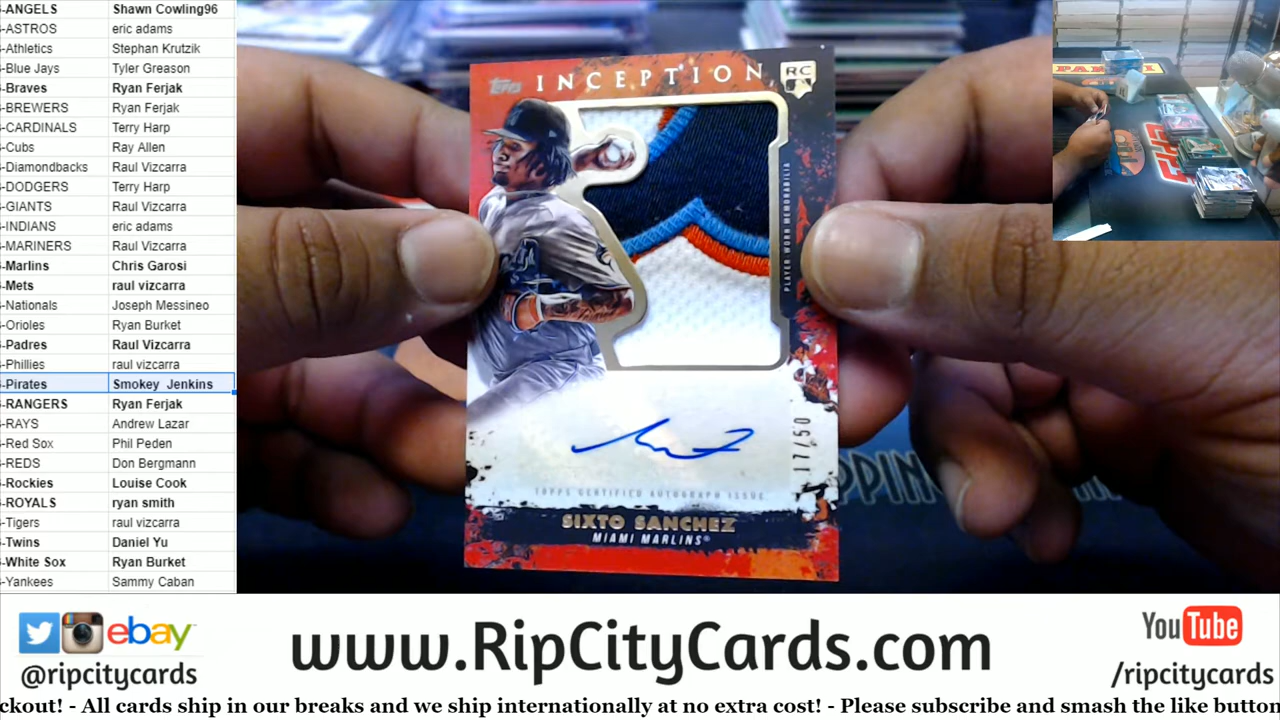 -ANGELS Shawn Cowling96
-ASTROS eric adams
-Athletics Stephan Krutzik
-Blue Jays Tyler Greason
-Braves Ryan Ferjak
-BREWERS Ryan Ferjak
-CARDINALS Terry Harp
-Cubs Ray Allen
-Diamondbacks Raul Vizcarra
-DODGERS Terry Harp
-GIANTS Raul Vizcarra
-INDIANS eric adams
-MARINERS Raul Vizcarra
-Marlins Chris Garosi
-Mets raul vizcarra
-Nationals Joseph Messineo
-Orioles Ryan Burket
-Padres Raul Vizcarra
-Phillies raul vizcarra
-Pirates Smokey Jenkins
-RANGERS Ryan Ferjak
-RAYS Andrew Lazar
-Red Sox Phil Peden
-REDS Don Bergmann
-Rockies Louise Cook
-ROYALS ryan smith
-Tigers raul vizcarra
-Twins Daniel Yu
-White Sox Ryan Burket
-Yankees Sammy Caban
Topps INCEPTION RC
PLAYER-WORN MEMORABILIA
17/50
TOPPS CERTIFIED AUTOGRAPH ISSUE
SIXTO SANCHEZ
MIAMI MARLINS®
PPIN
ebay
@ripcitycards
www.RipCityCards.com
YouTube
/ripcitycards
ckout! - All cards ship in our breaks and we ship internationally at no extra cost! - Please subscribe and smash the like button